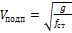 Vподп = √(g/fст)